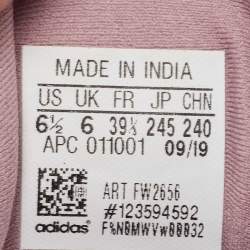 MADE IN INDIA
US UK FR JP CHN
6½ 6 39⅓ 245 240
APC 011001 09/19
ART FW2656
#123594592
adidas